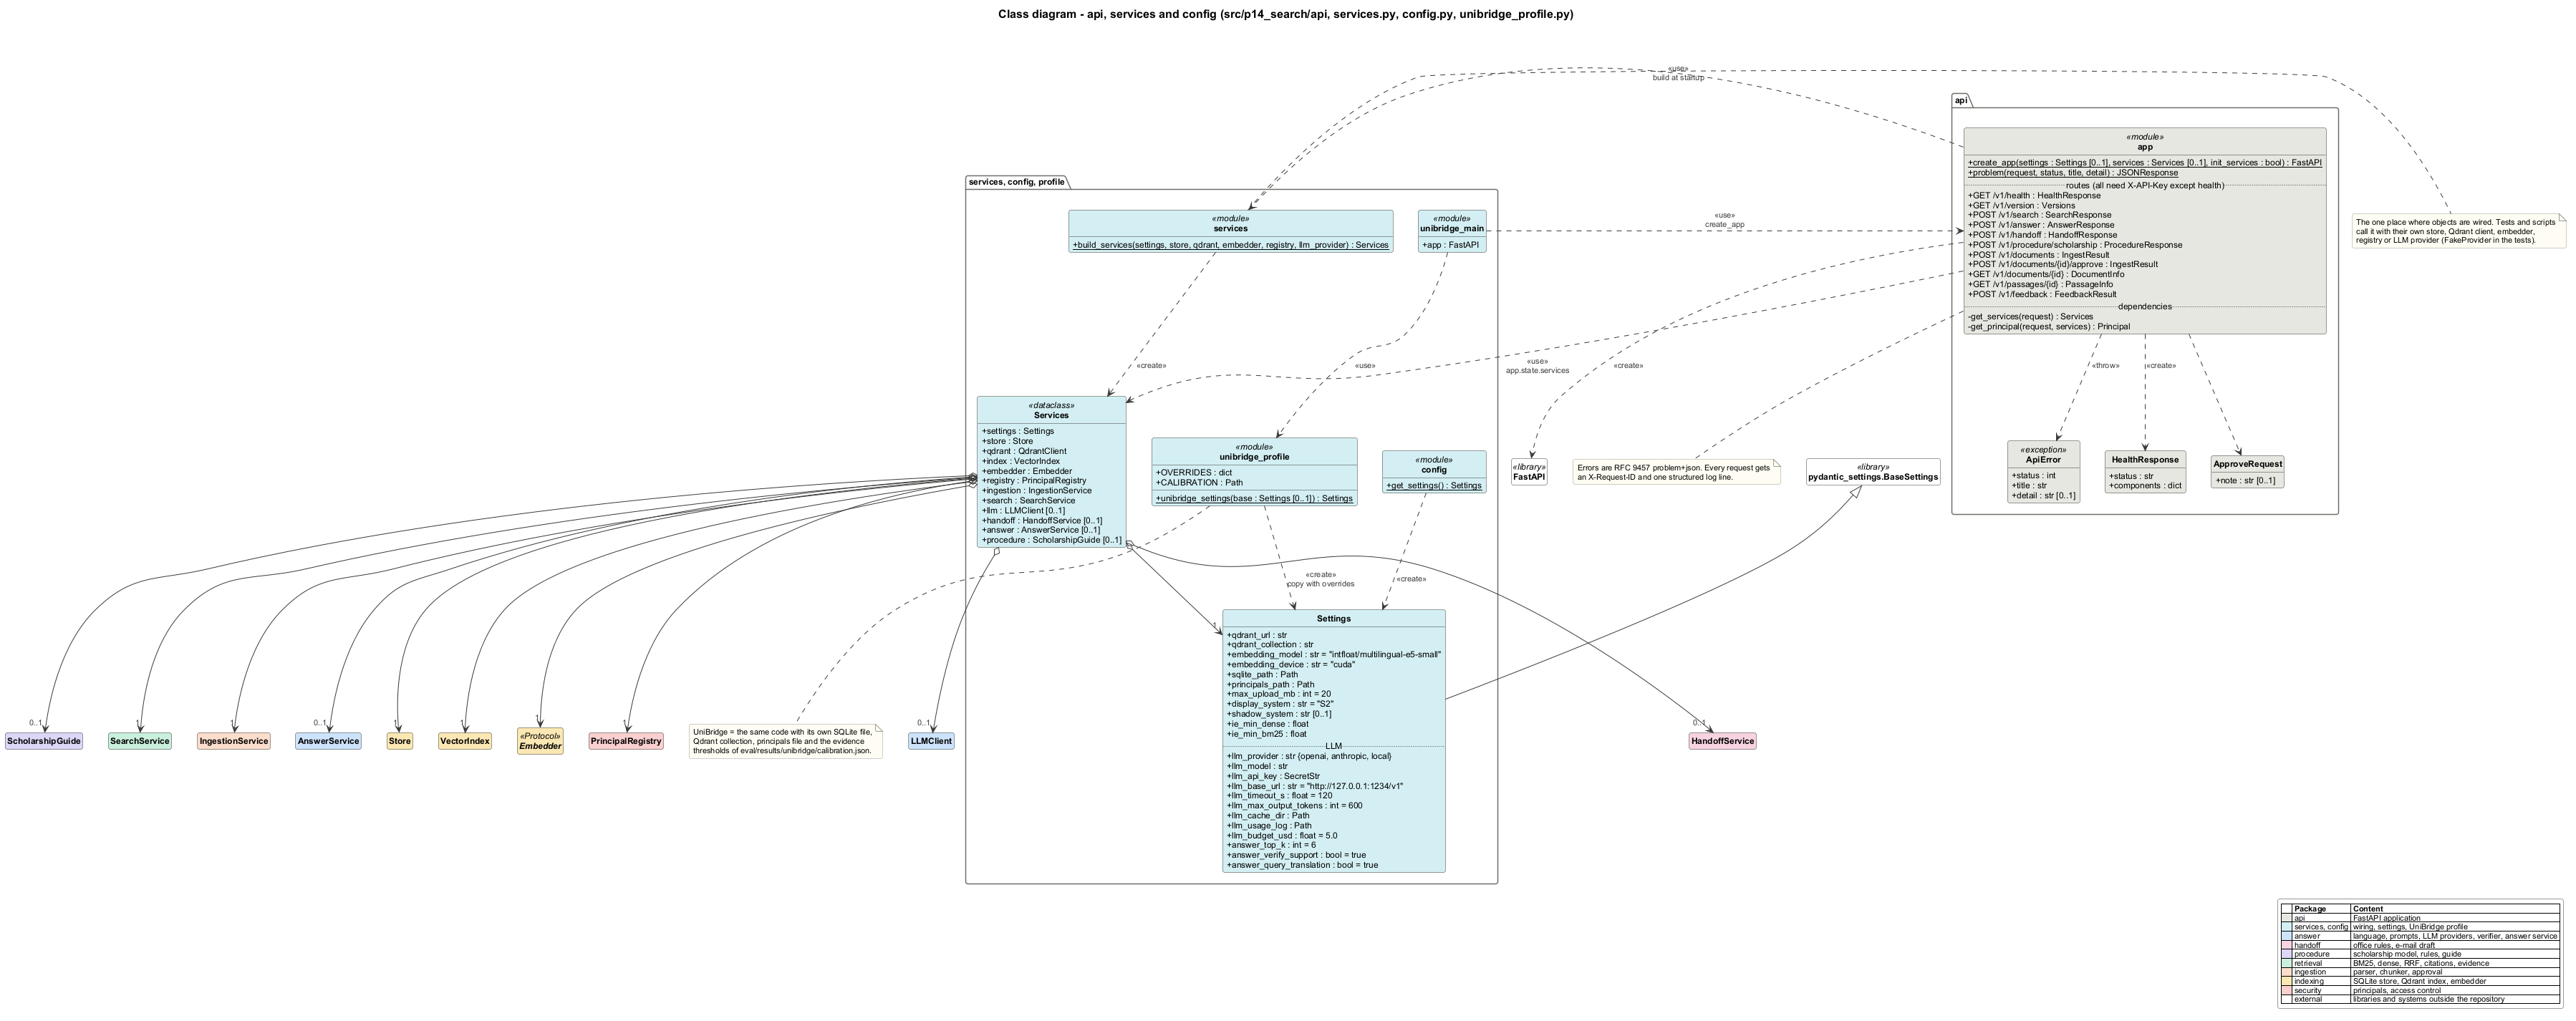 Class diagram - api, services and config (src/p14_search/api, services.py, config.py, unibridge_profile.py)
«use»
build at startup
api
«module»
app
+create_app(settings : Settings [0..1], services : Services [0..1], init_services : bool) : FastAPI
+problem(request, status, title, detail) : JSONResponse
routes (all need X-API-Key except health)
+GET /v1/health : HealthResponse
+GET /v1/version : Versions
+POST /v1/search : SearchResponse
+POST /v1/answer : AnswerResponse
+POST /v1/handoff : HandoffResponse
+POST /v1/procedure/scholarship : ProcedureResponse
+POST /v1/documents : IngestResult
+POST /v1/documents/{id}/approve : IngestResult
+GET /v1/documents/{id} : DocumentInfo
+GET /v1/passages/{id} : PassageInfo
+POST /v1/feedback : FeedbackResult
dependencies
-get_services(request) : Services
-get_principal(request, services) : Principal
The one place where objects are wired. Tests and scripts
call it with their own store, Qdrant client, embedder,
registry or LLM provider (FakeProvider in the tests).
services, config, profile
«module»
services
+build_services(settings, store, qdrant, embedder, registry, llm_provider) : Services
«module»
unibridge_main
+app : FastAPI
«use»
create_app
«create»
«use»
«use»
app.state.services
«create»
«throw»
«create»
«dataclass»
Services
+settings : Settings
+store : Store
+qdrant : QdrantClient
+index : VectorIndex
+embedder : Embedder
+registry : PrincipalRegistry
+ingestion : IngestionService
+search : SearchService
+llm : LLMClient [0..1]
+handoff : HandoffService [0..1]
+answer : AnswerService [0..1]
+procedure : ScholarshipGuide [0..1]
«module»
unibridge_profile
+OVERRIDES : dict
+CALIBRATION : Path
+unibridge_settings(base : Settings [0..1]) : Settings
«module»
config
+get_settings() : Settings
«library»
FastAPI
Errors are RFC 9457 problem+json. Every request gets
an X-Request-ID and one structured log line.
«library»
pydantic_settings.BaseSettings
«exception»
ApiError
+status : int
+title : str
+detail : str [0..1]
HealthResponse
+status : str
+components : dict
ApproveRequest
+note : str [0..1]
«create»
copy with overrides
«create»
Settings
+qdrant_url : str
+qdrant_collection : str
+embedding_model : str = "intfloat/multilingual-e5-small"
+embedding_device : str = "cuda"
+sqlite_path : Path
+principals_path : Path
+max_upload_mb : int = 20
+display_system : str = "S2"
+shadow_system : str [0..1]
+ie_min_dense : float
+ie_min_bm25 : float
LLM
+llm_provider : str {openai, anthropic, local}
+llm_model : str
+llm_api_key : SecretStr
+llm_base_url : str = "http://127.0.0.1:1234/v1"
+llm_timeout_s : float = 120
+llm_max_output_tokens : int = 600
+llm_cache_dir : Path
+llm_usage_log : Path
+llm_budget_usd : float = 5.0
+answer_top_k : int = 6
+answer_verify_support : bool = true
+answer_query_translation : bool = true
1
0..1
1
1
0..1
1
1
1
1
0..1
0..1
ScholarshipGuide
SearchService
IngestionService
AnswerService
Store
VectorIndex
«Protocol»
Embedder
PrincipalRegistry
UniBridge = the same code with its own SQLite file,
Qdrant collection, principals file and the evidence
thresholds of eval/results/unibridge/calibration.json.
LLMClient
HandoffService
Package Content
api FastAPI application
services, config wiring, settings, UniBridge profile
answer language, prompts, LLM providers, verifier, answer service
handoff office rules, e-mail draft
procedure scholarship model, rules, guide
retrieval BM25, dense, RRF, citations, evidence
ingestion parser, chunker, approval
indexing SQLite store, Qdrant index, embedder
security principals, access control
external libraries and systems outside the repository